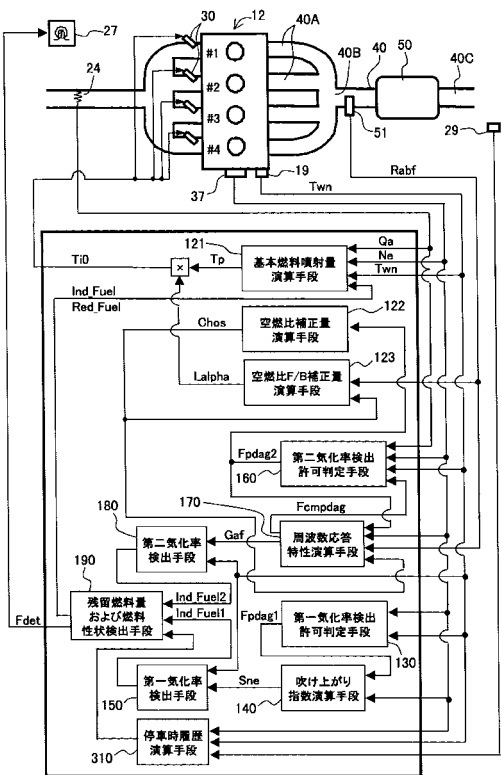 27
30
12
40A
40B
40
50
40C
24
#1
#2
#3
#4
51
29
37
19
Twn
Rabf
121
Ti0
×
Tp
基本燃料噴射量
演算手段
Qa
Ne
Twn
Ind_Fuel
Red_Fuel
Chos
空燃比補正量
演算手段
122
Lalpha
空燃比F/B補正量
演算手段
123
Fpdag2
第二気化率検出
許可判定手段
160
Fcmpdag
180
170
第二気化率
検出手段
Gaf
周波数応答
特性演算手段
190
残留燃料量
および燃料
性状検出手段
Fdet
Ind_Fuel2
Ind_Fuel1
Fpdag1
第一気化率検出
許可判定手段
130
第一気化率
検出手段
150
Sne
吹け上がり
指数演算手段
140
停車時履歴
演算手段
310